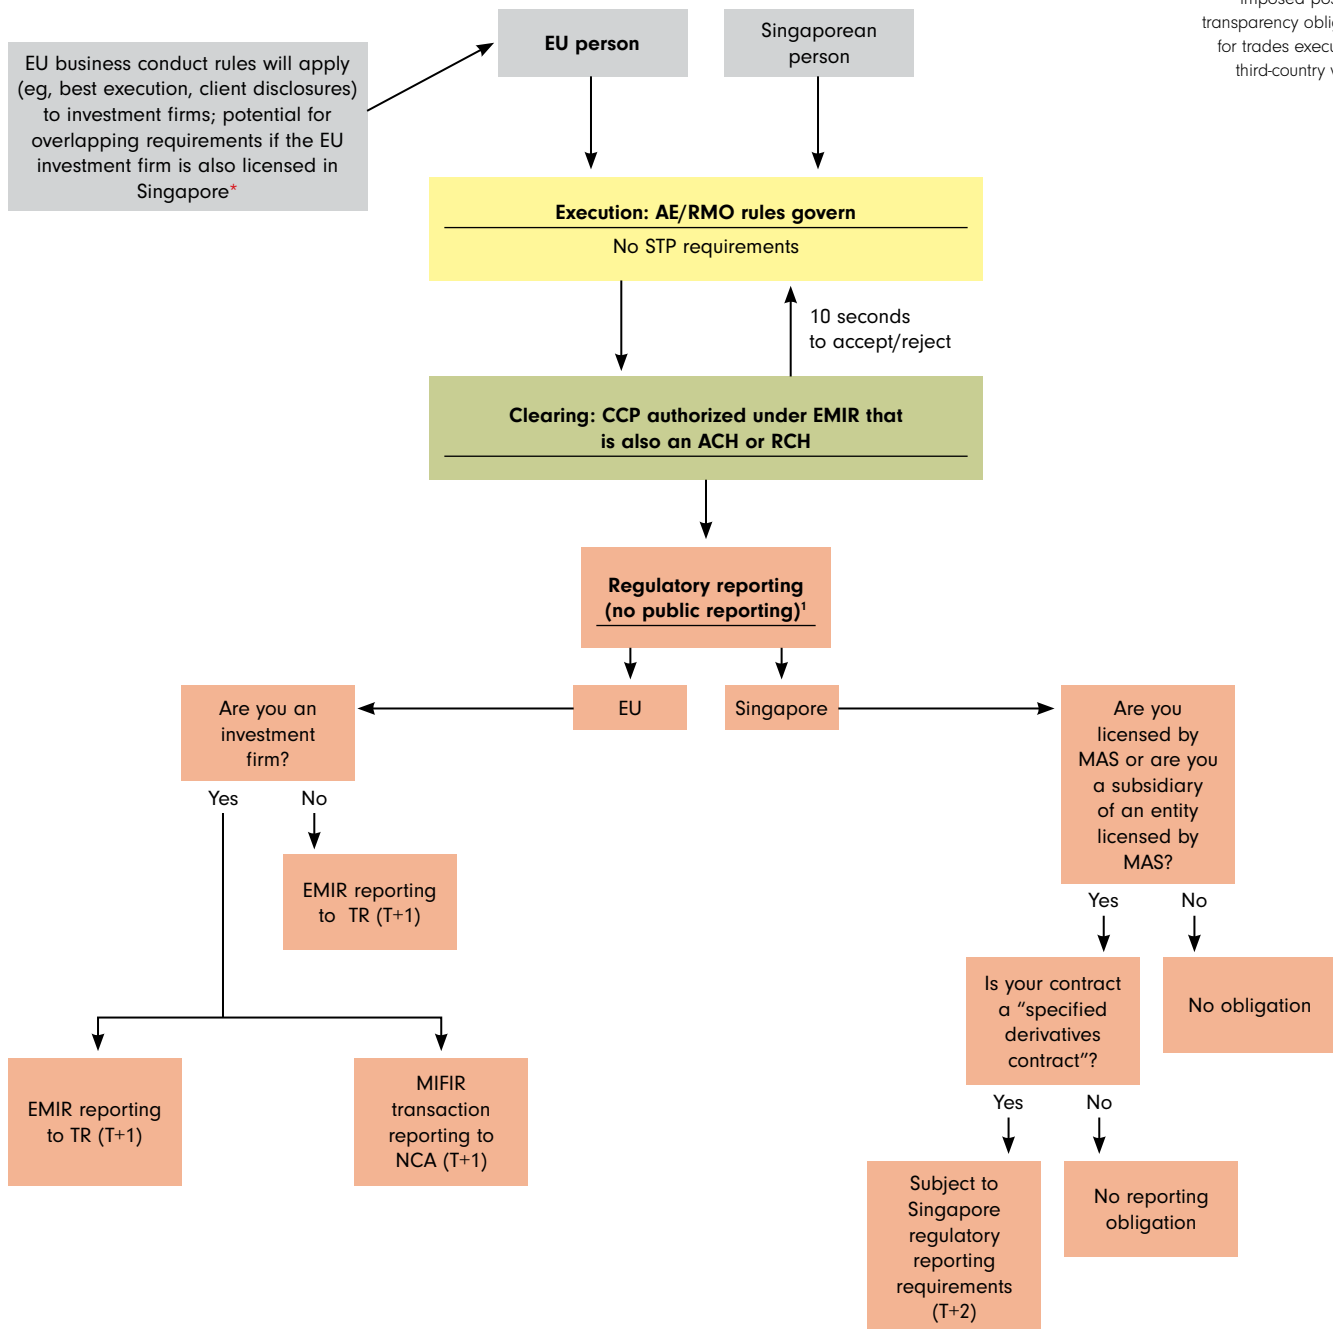 imposed pos
transparency oblig
for trades execu
third-country v
EU person
Singaporean
person
EU business conduct rules will apply
(eg, best execution, client disclosures)
to investment firms; potential for
overlapping requirements if the EU
investment firm is also licensed in
Singapore*
Execution: AE/RMO rules govern
No STP requirements
10 seconds
to accept/reject
Clearing: CCP authorized under EMIR that
is also an ACH or RCH
Regulatory reporting
(no public reporting)¹
EU
Singapore
Are you an
investment
firm?
Yes
No
EMIR reporting
to TR (T+1)
EMIR reporting
to TR (T+1)
MIFIR
transaction
reporting to
NCA (T+1)
Are you
licensed by
MAS or are you
a subsidiary
of an entity
licensed by
MAS?
Yes
No
Is your contract
a “specified
derivatives
contract”?
No obligation
Yes
No
Subject to
Singapore
regulatory
reporting
requirements
(T+2)
No reporting
obligation